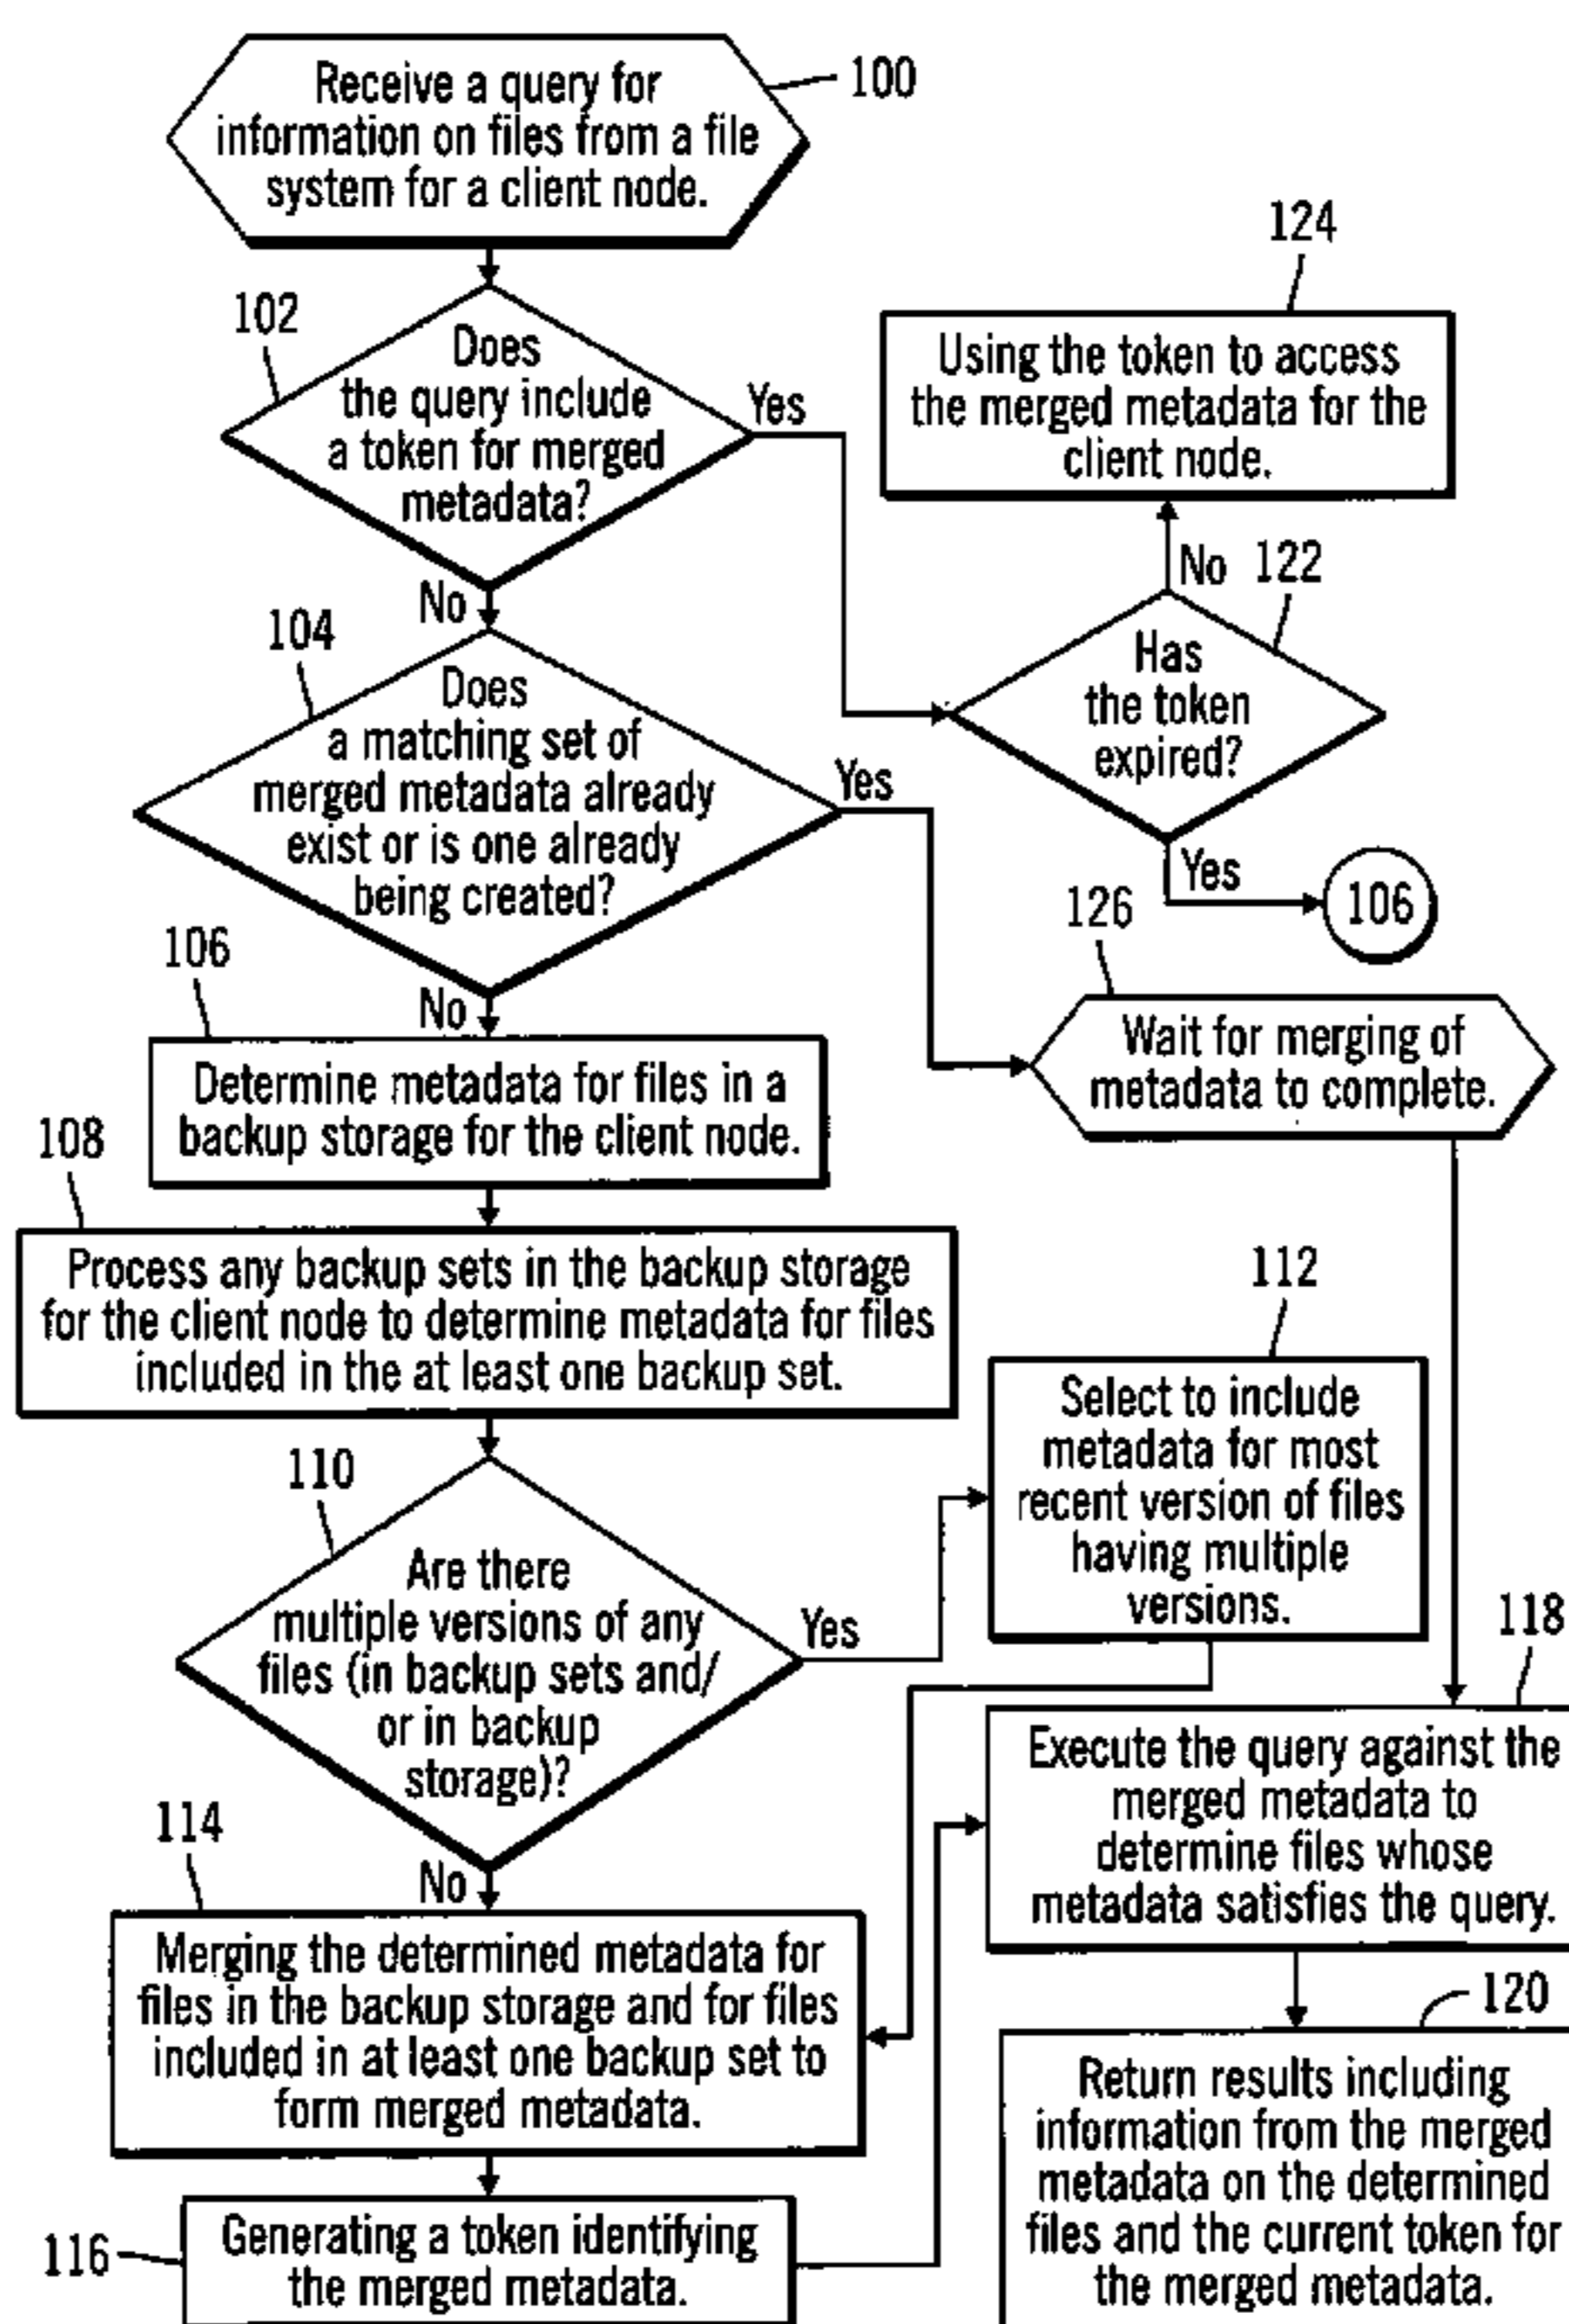 Receive a query for
information on files from a file
system for a client node.
100
102
Does
the query include
a token for merged
metadata?
Yes
No
124
Using the token to access
the merged metadata for the
client node.
No
122
Has
the token
expired?
Yes
106
104
Does
a matching set of
merged metadata already
exist or is one already
being created?
Yes
No
126
Wait for merging of
metadata to complete.
106
Determine metadata for files in a
backup storage for the client node.
108
Process any backup sets in the backup storage
for the client node to determine metadata for files
included in the at least one backup set.
110
Are there
multiple versions of any
files (in backup sets and/
or in backup
storage)?
Yes
No
112
Select to include
metadata for most
recent version of files
having multiple
versions.
114
Merging the determined metadata for
files in the backup storage and for files
included in at least one backup set to
form merged metadata.
116
Generating a token identifying
the merged metadata.
118
Execute the query against the
merged metadata to
determine files whose
metadata satisfies the query.
120
Return results including
information from the merged
metadata on the determined
files and the current token for
the merged metadata.